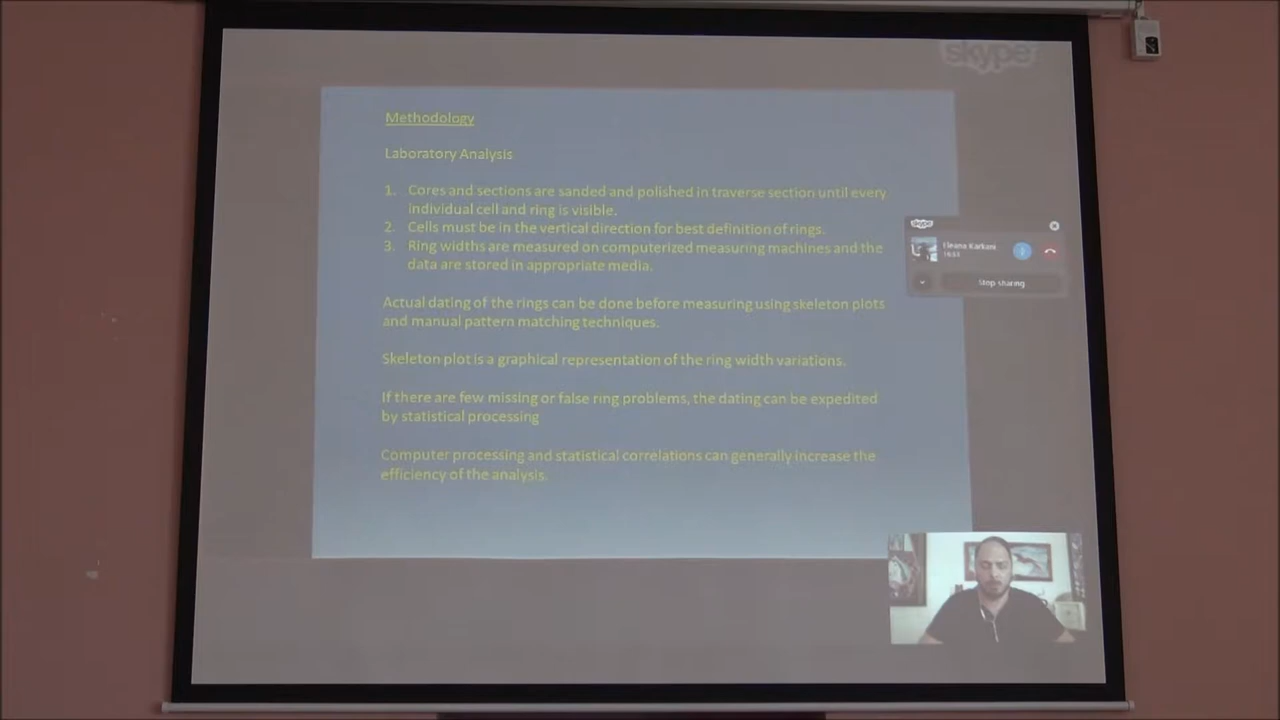 skype
Methodology
Laboratory Analysis
1. Cores and sections are sanded and polished in traverse section until every
individual cell and ring is visible.
2. Cells must be in the vertical direction for best definition of rings.
3. Ring widths are measured on computerized measuring machines and the
data are stored in appropriate media.
skype
Eleana Karkani
Stop sharing
Actual dating of the rings can be done before measuring using skeleton plots
and manual pattern matching techniques.
Skeleton plot is a graphical representation of the ring width variations.
If there are few missing or false ring problems, the dating can be expedited
by statistical processing
Computer processing and statistical correlations can generally increase the
efficiency of the analysis.